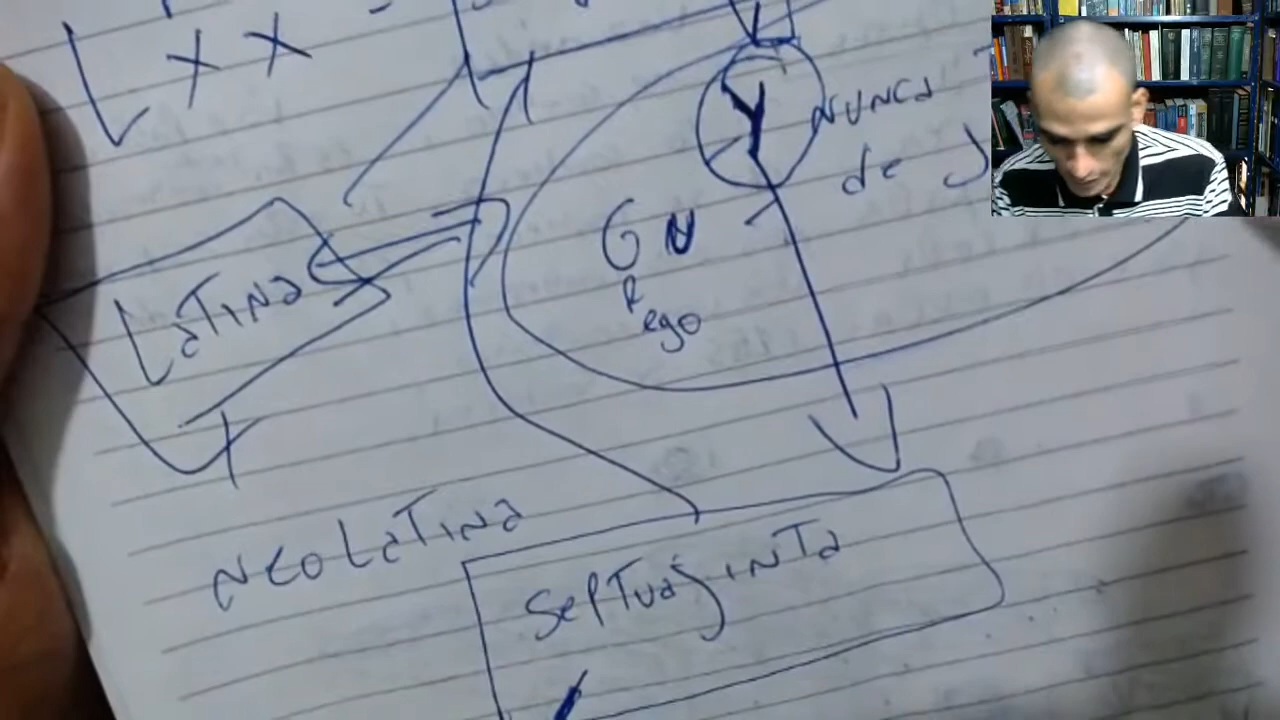 LXX
Y
NUNCA
de J
GN
Rego
LATINA
NEOLATINA
SEPTUAGINTA